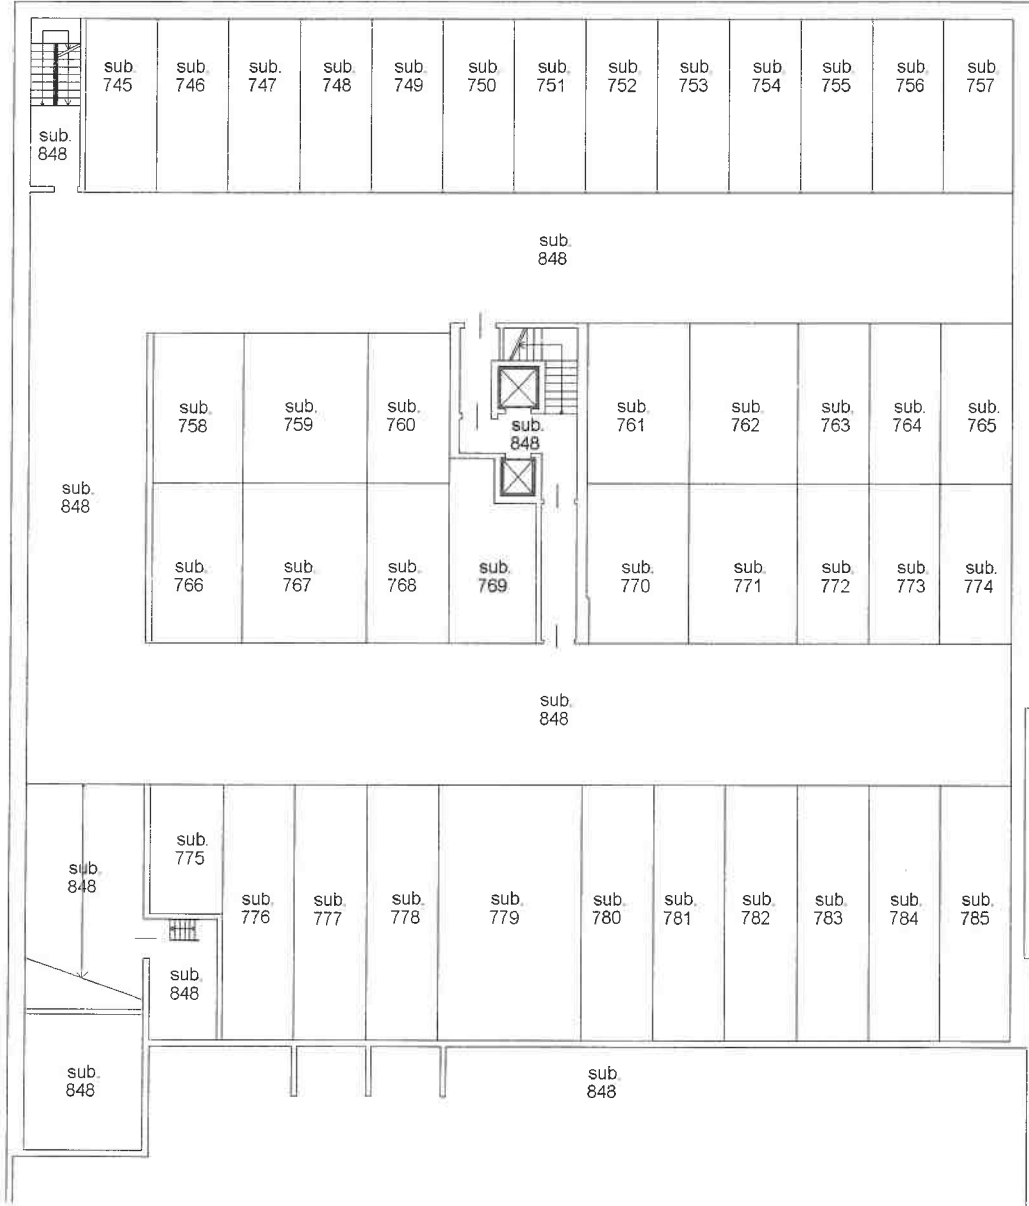 sub.
745
sub.
746
sub.
747
sub.
748
sub.
749
sub.
750
sub.
751
sub.
752
sub.
753
sub.
754
sub.
755
sub.
756
sub.
757
sub.
848
sub.
848
sub.
758
sub.
759
sub.
760
sub.
848
sub.
761
sub.
762
sub.
763
sub.
764
sub.
765
sub.
848
sub.
766
sub.
767
sub.
768
sub.
769
sub.
770
sub.
771
sub.
772
sub.
773
sub.
774
sub.
848
sub.
775
sub.
848
sub.
776
sub.
777
sub.
778
sub.
779
sub.
780
sub.
781
sub.
782
sub.
783
sub.
784
sub.
785
sub.
848
sub.
848
sub.
848